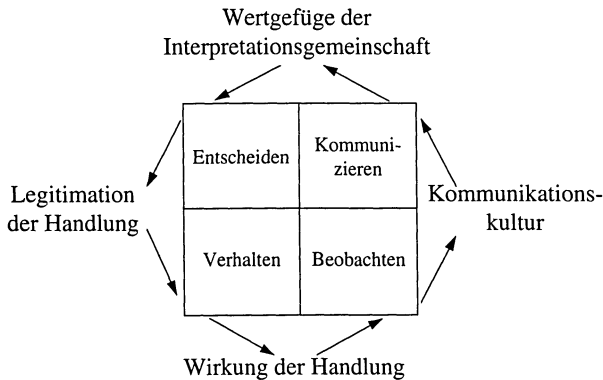 Wertgefüge der
Interpretationsgemeinschaft
Entscheiden
Kommuni-
zieren
Legitimation
der Handlung
Kommunikations-
kultur
Verhalten
Beobachten
Wirkung der Handlung